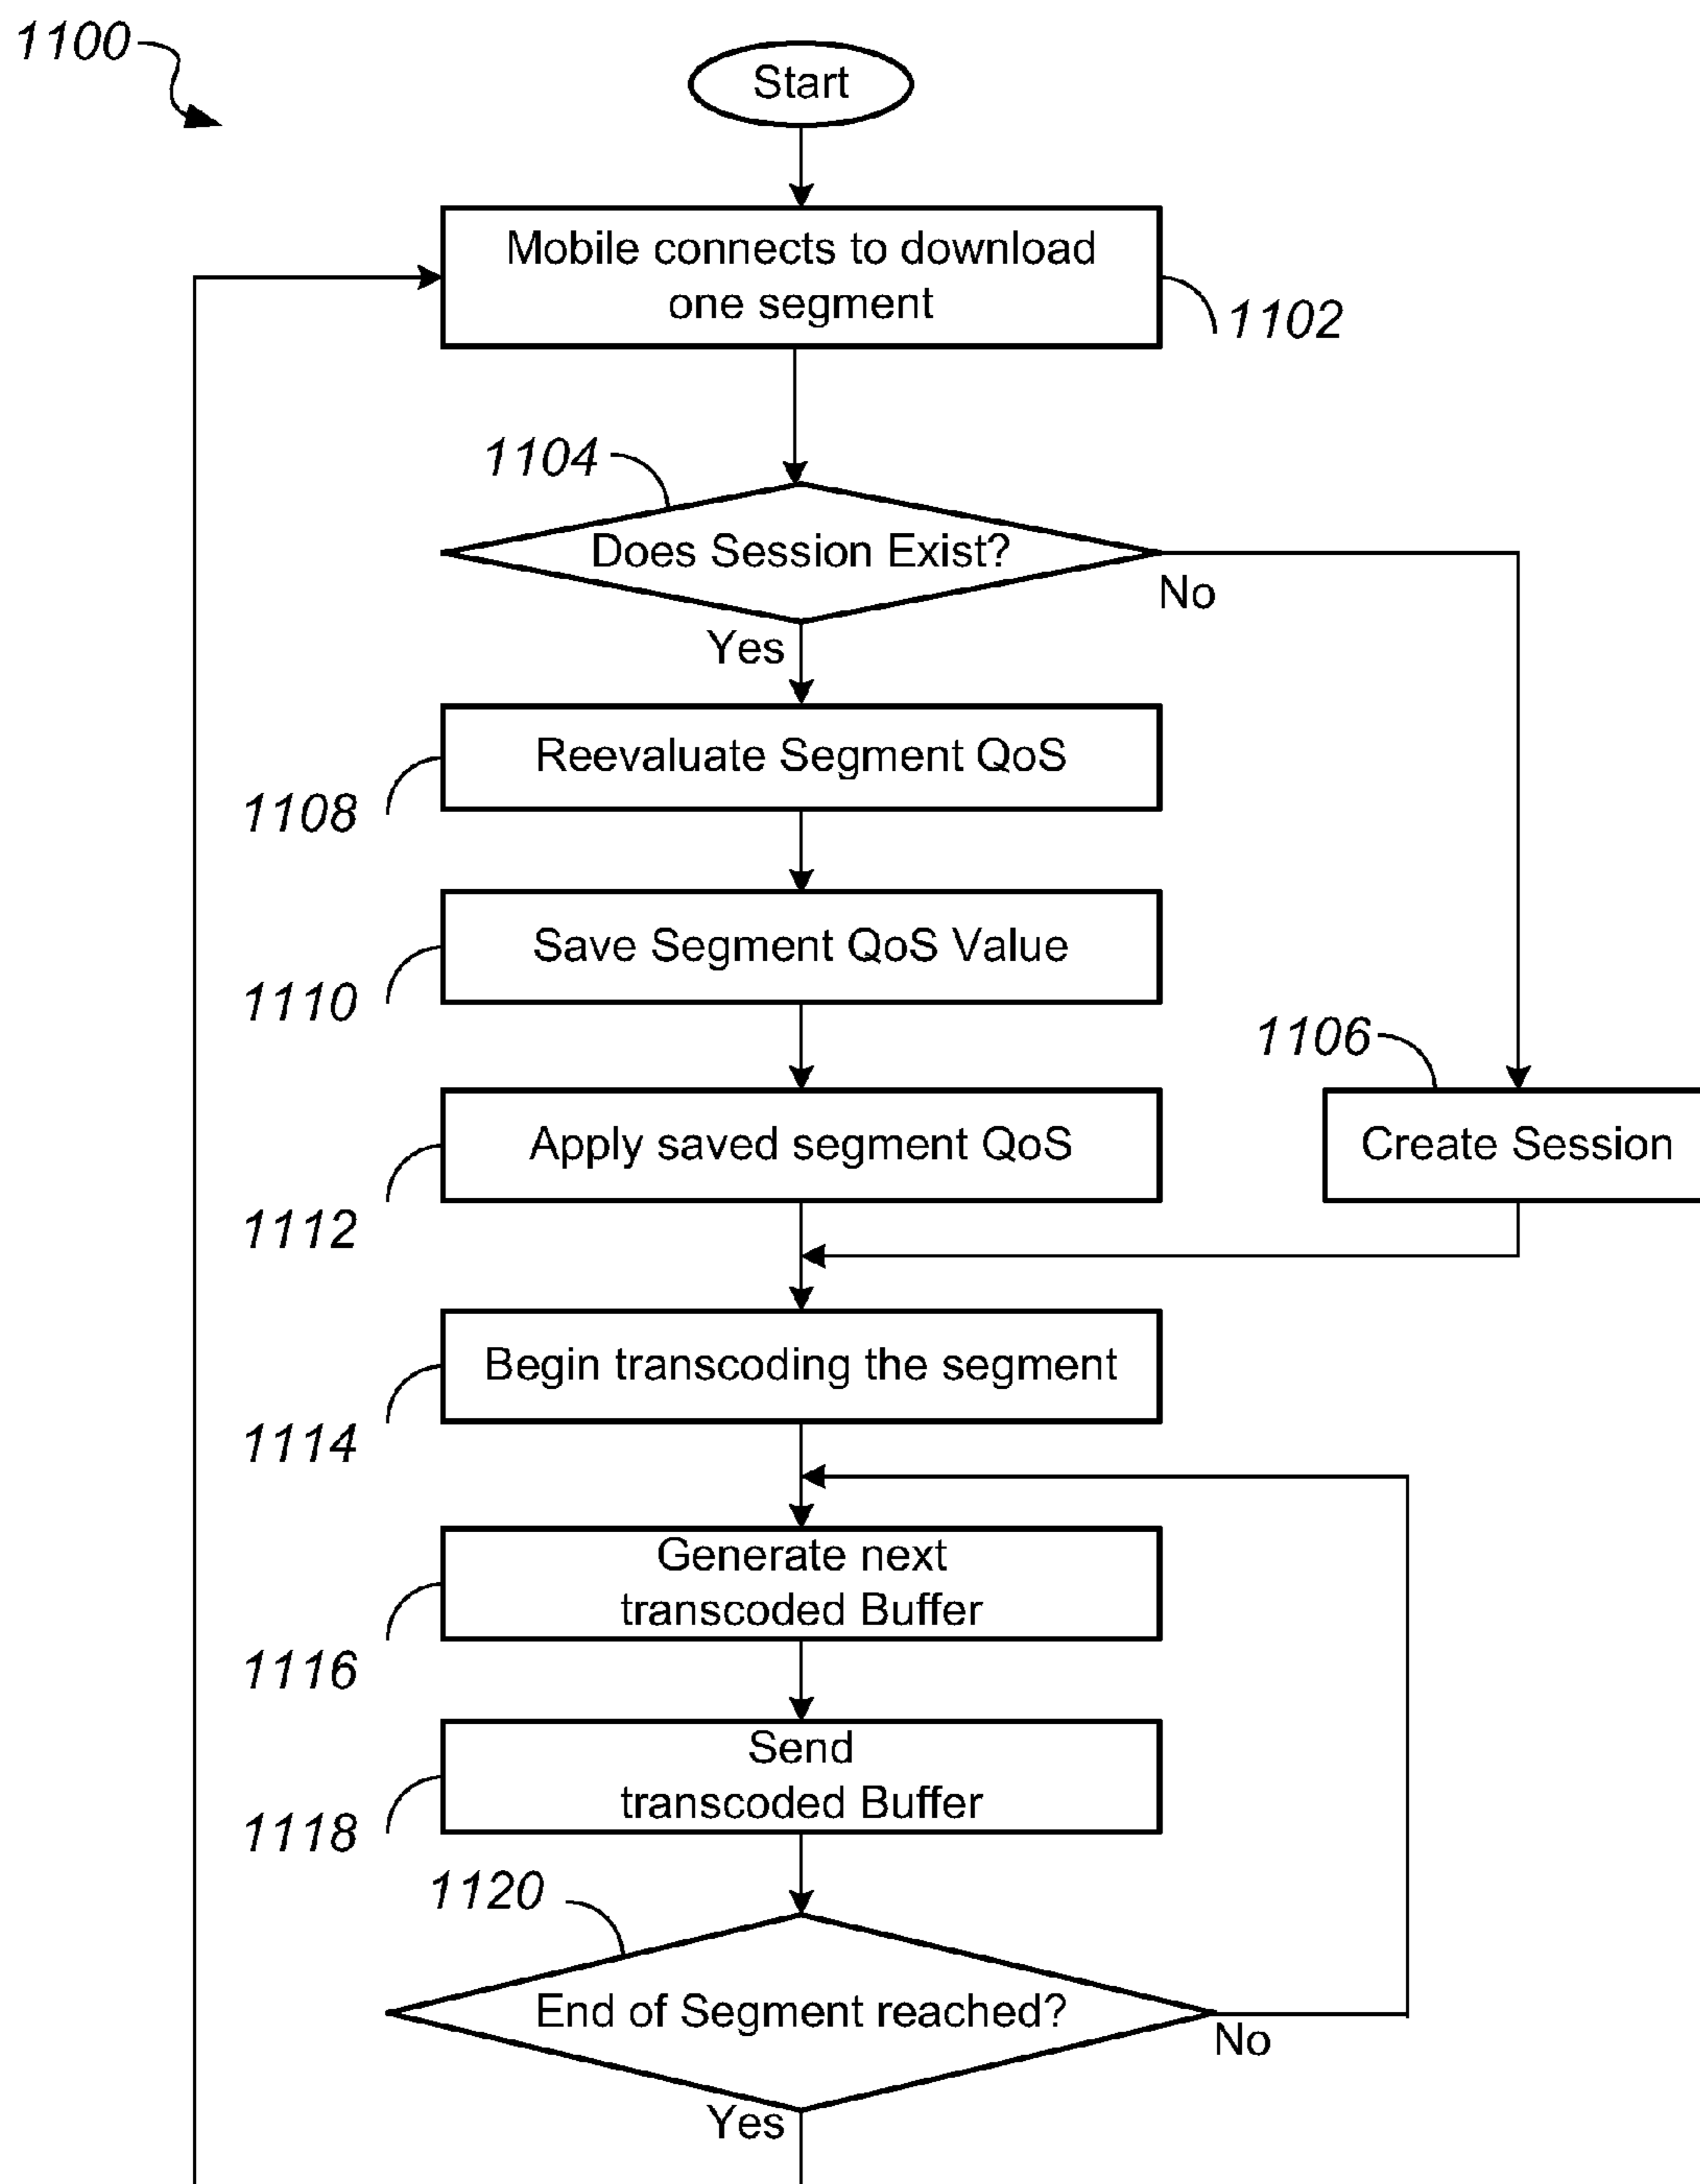 1100
Start
Mobile connects to download
one segment
1102
1104
Does Session Exist?
No
Yes
Reevaluate Segment QoS
1108
Save Segment QoS Value
1110
1106
Apply saved segment QoS
Create Session
1112
Begin transcoding the segment
1114
Generate next
transcoded Buffer
1116
Send
transcoded Buffer
1118
1120
End of Segment reached?
No
Yes